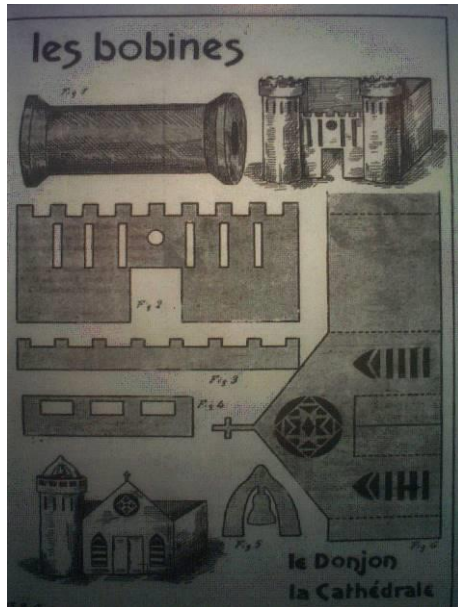 les bobines
Fig 1
Fig 2
Fig 3
Fig 4
Fig 5
Fig 6
le Donjon
la Cathédrale